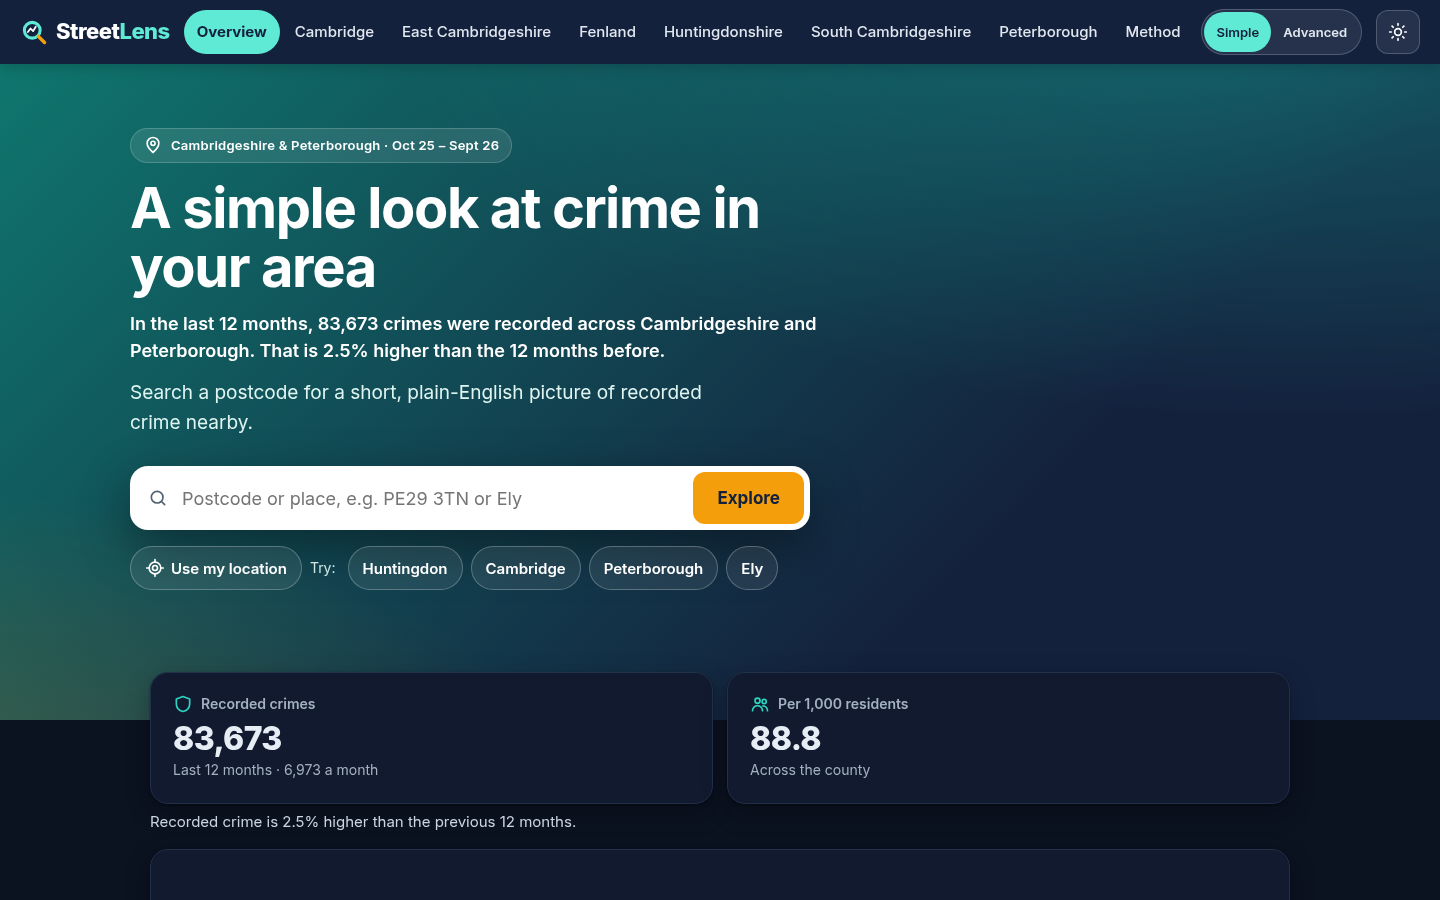 StreetLens
Overview
Cambridge
East Cambridgeshire
Fenland
Huntingdonshire
South Cambridgeshire
Peterborough
Method
Simple
Advanced
Cambridgeshire & Peterborough · Oct 25 – Sept 26
A simple look at crime in
your area
In the last 12 months, 83,673 crimes were recorded across Cambridgeshire and
Peterborough. That is 2.5% higher than the 12 months before.
Search a postcode for a short, plain-English picture of recorded
crime nearby.
Postcode or place, e.g. PE29 3TN or Ely
Explore
Use my location
Try:
Huntingdon
Cambridge
Peterborough
Ely
Recorded crimes
83,673
Last 12 months · 6,973 a month
Per 1,000 residents
88.8
Across the county
Recorded crime is 2.5% higher than the previous 12 months.